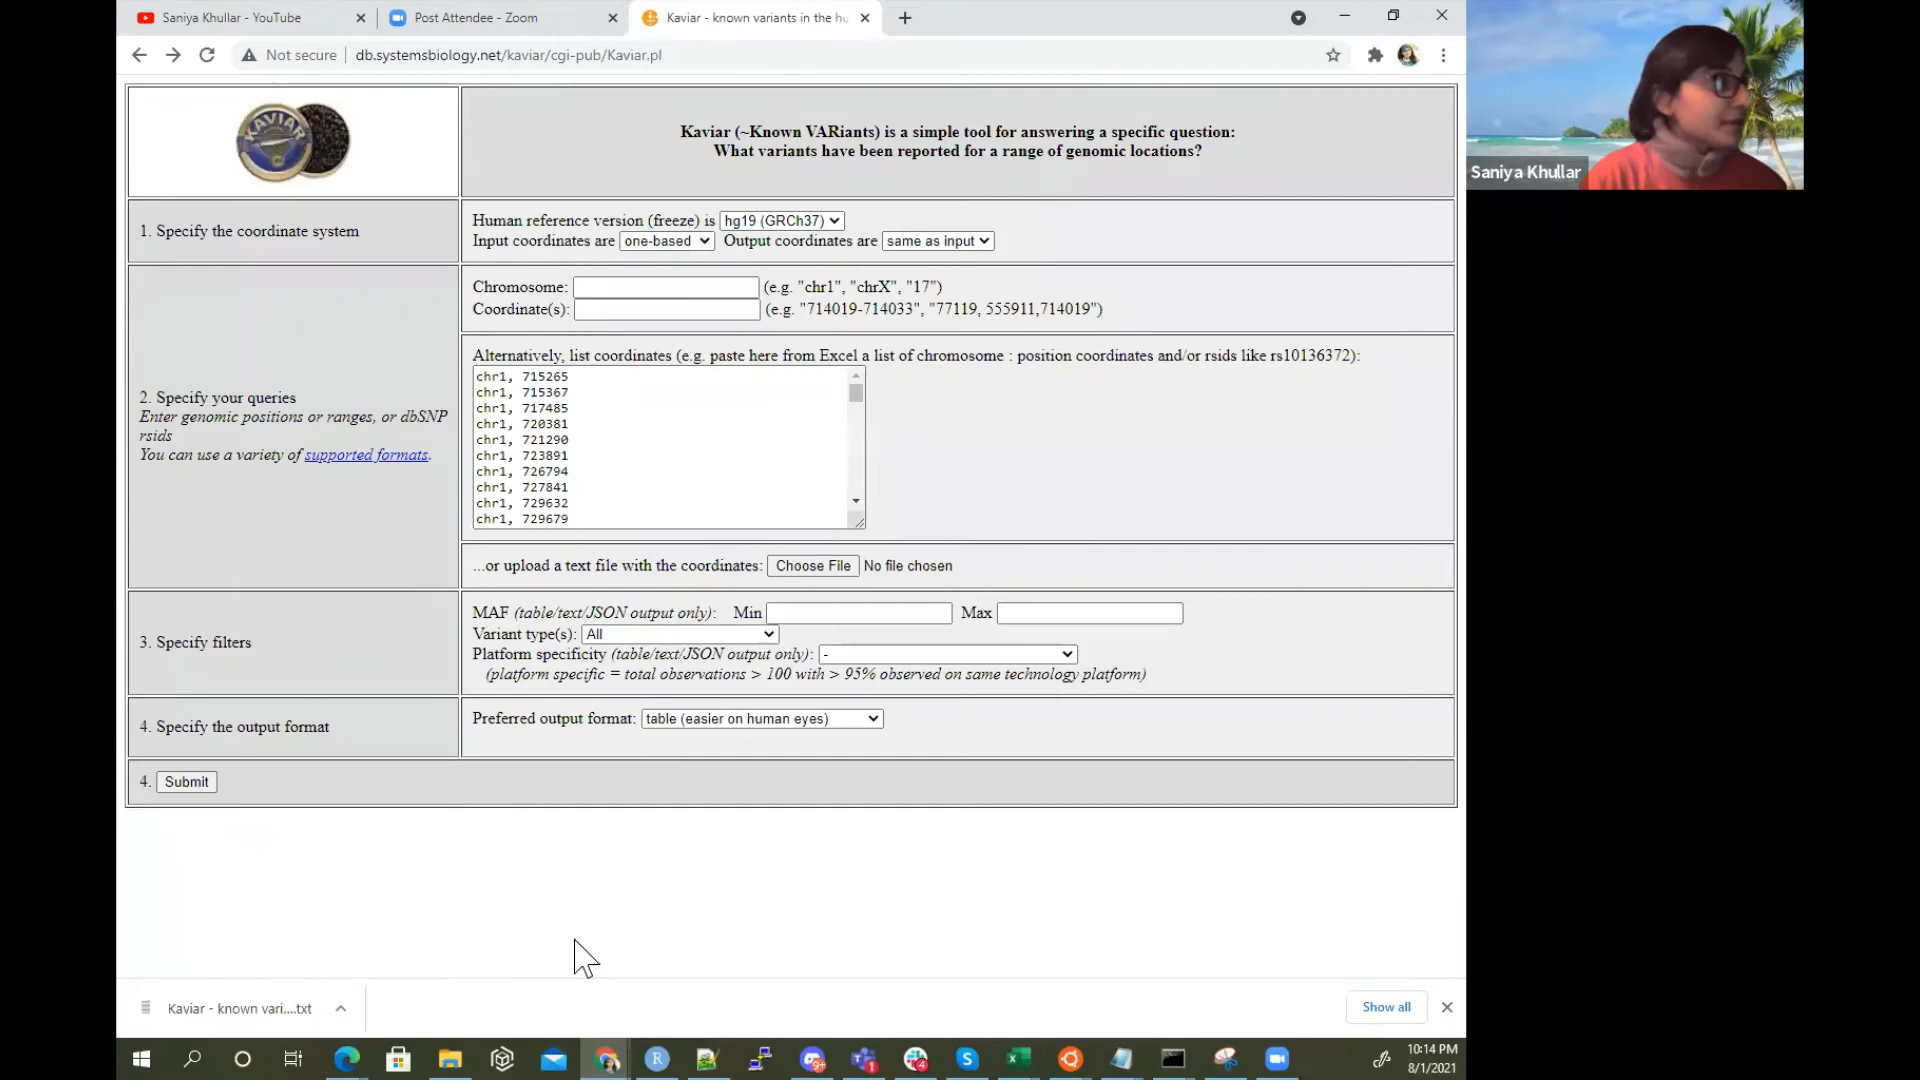 Saniya Khullar - YouTube
Post Attendee - Zoom
Kaviar - known variants in the hu
Not secure
db.systemsbiology.net/kaviar/cgi-pub/Kaviar.pl
KAVIAR
Kaviar (~Known VARiants) is a simple tool for answering a specific question:
What variants have been reported for a range of genomic locations?
Saniya Khullar
1. Specify the coordinate system
Human reference version (freeze) is hg19 (GRCh37)
Input coordinates are one-based Output coordinates are same as input
2. Specify your queries
Enter genomic positions or ranges, or dbSNP
rsids
You can use a variety of supported formats.
Chromosome: (e.g. "chr1", "chrX", "17")
Coordinate(s): (e.g. "714019-714033", "77119, 555911,714019")
Alternatively, list coordinates (e.g. paste here from Excel a list of chromosome : position coordinates and/or rsids like rs10136372):
chr1, 715265
chr1, 715367
chr1, 717485
chr1, 720381
chr1, 721290
chr1, 723891
chr1, 726794
chr1, 727841
chr1, 729632
chr1, 729679
...or upload a text file with the coordinates: Choose File No file chosen
3. Specify filters
MAF (table/text/JSON output only): Min Max
Variant type(s): All
Platform specificity (table/text/JSON output only): -
(platform specific = total observations > 100 with > 95% observed on same technology platform)
4. Specify the output format
Preferred output format: table (easier on human eyes)
4. Submit
Kaviar - known vari....txt
Show all
10:14 PM
8/1/2021